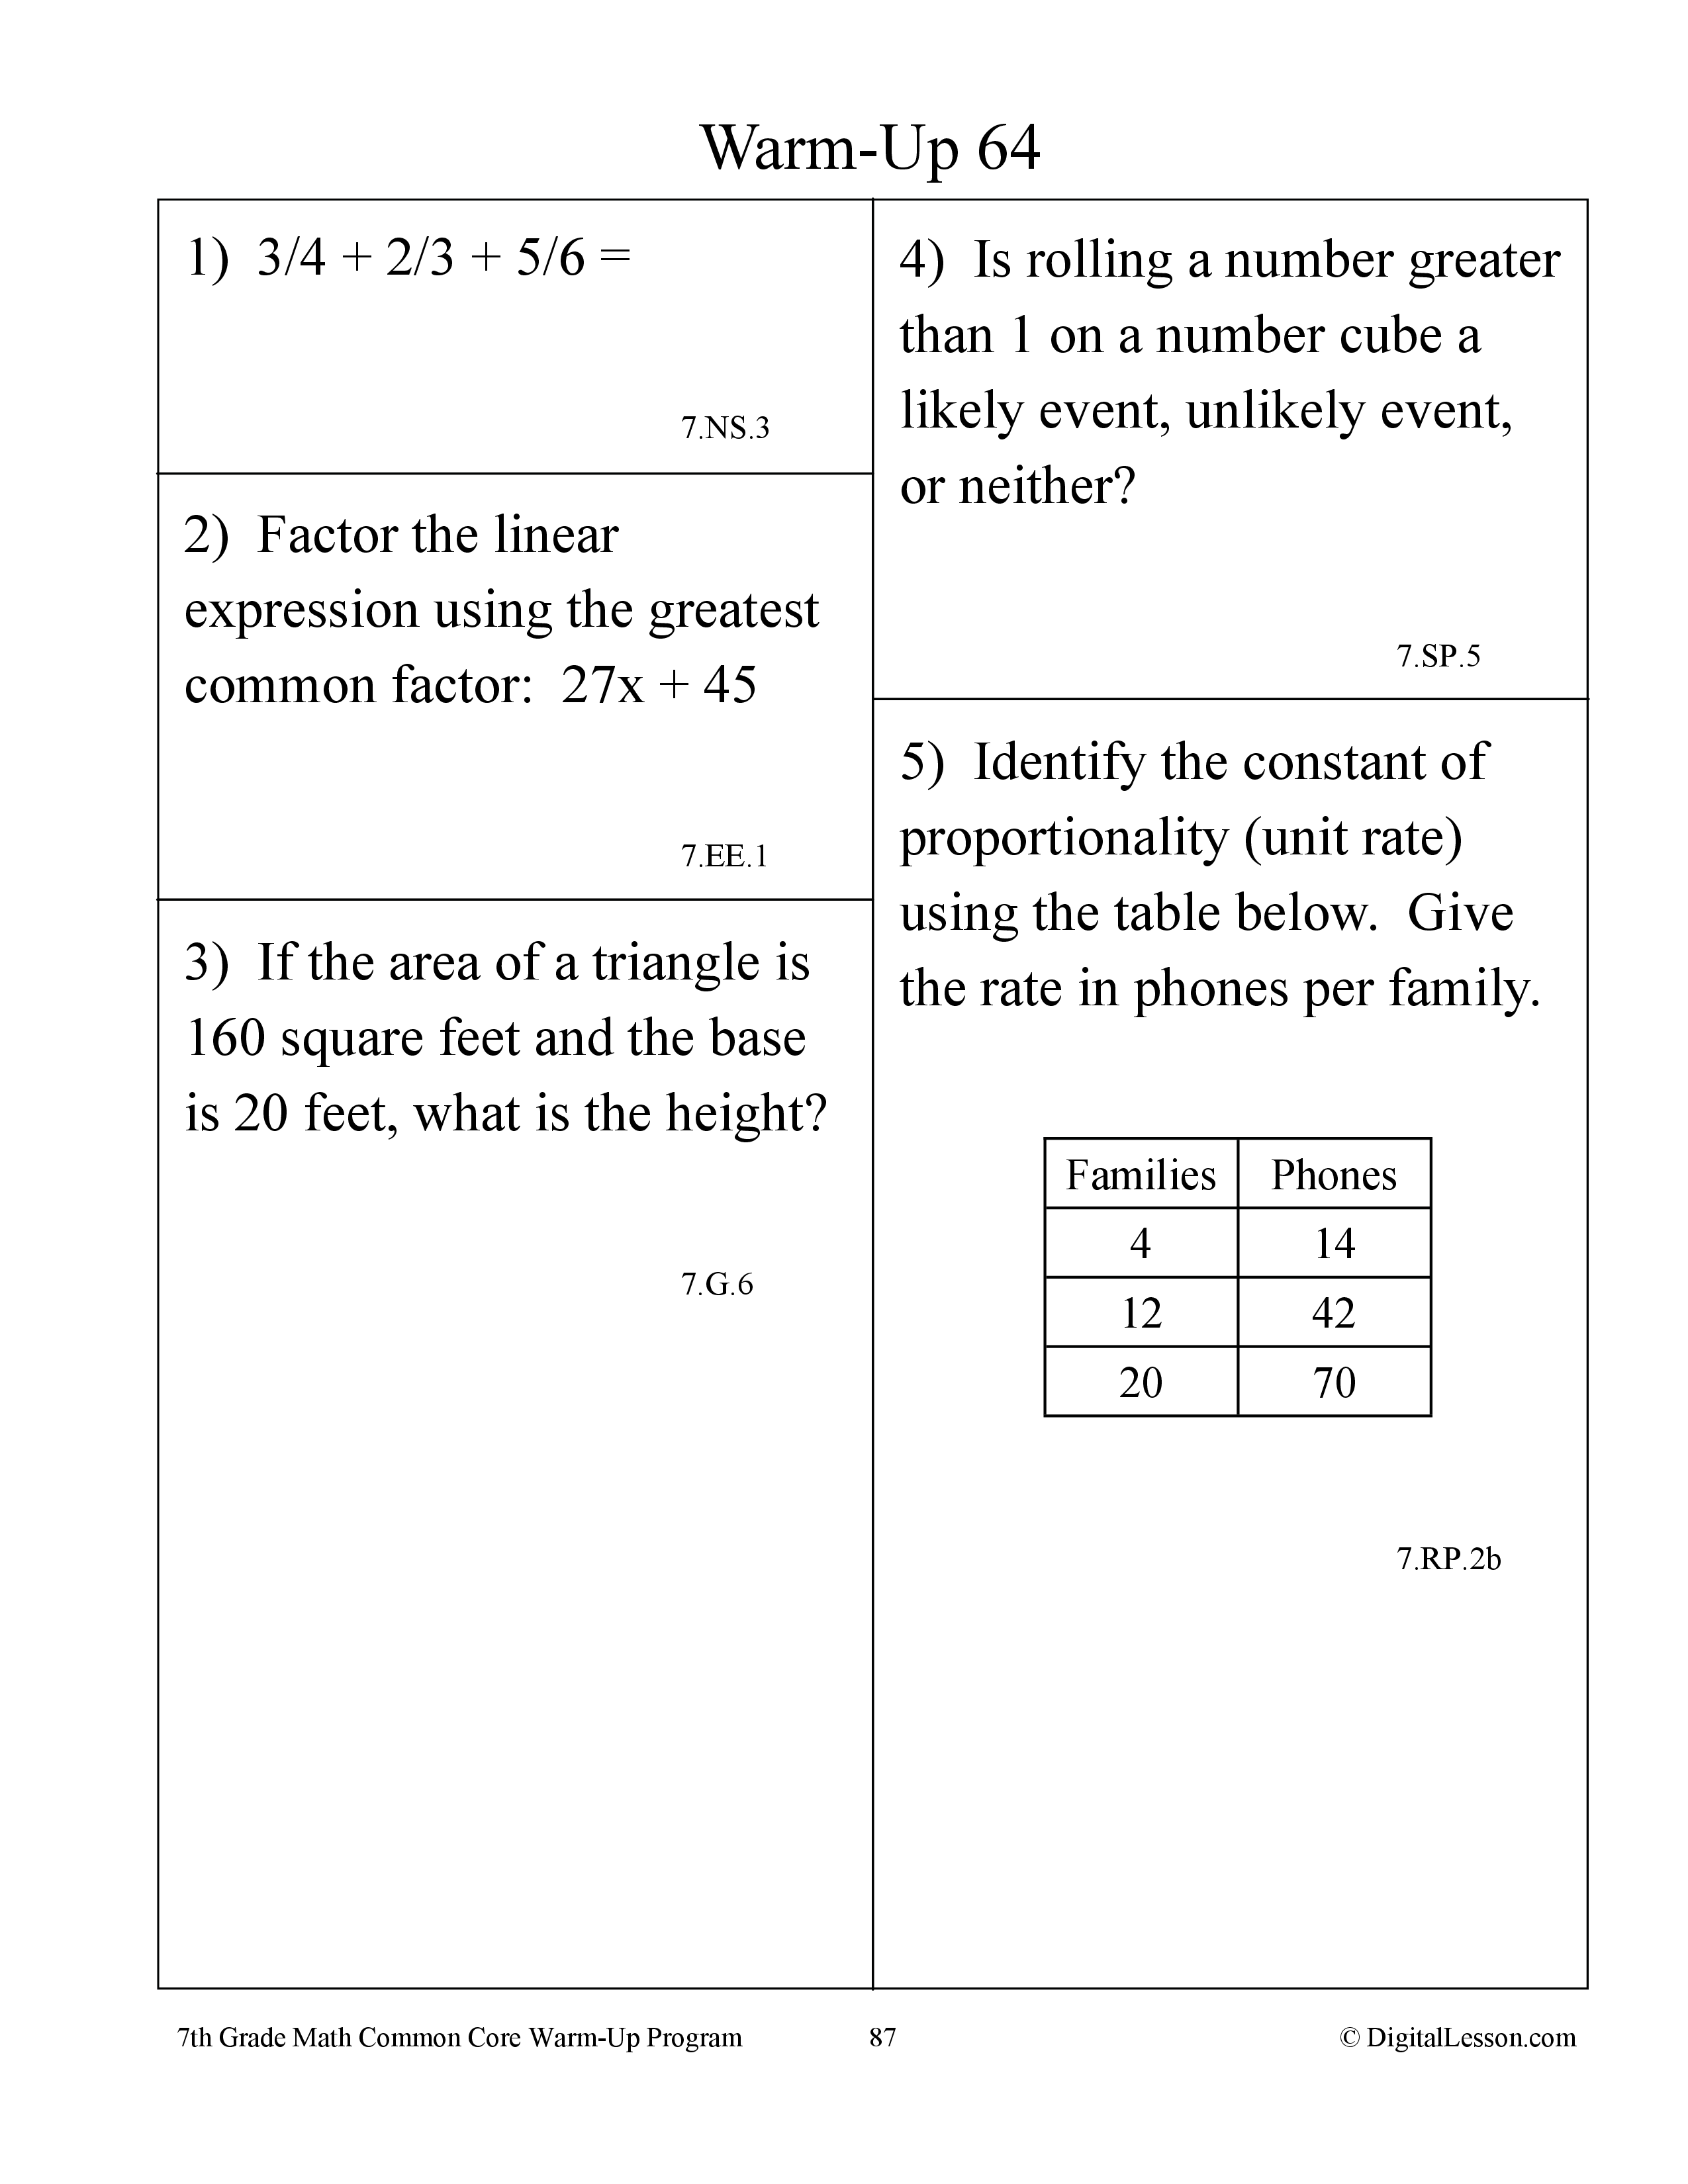 Warm-Up 64
1)  3/4 + 2/3 + 5/6 =
7.NS.3
2)  Factor the linear
expression using the greatest
common factor:  27x + 45
7.EE.1
3)  If the area of a triangle is
160 square feet and the base
is 20 feet, what is the height?
7.G.6
4)  Is rolling a number greater
than 1 on a number cube a
likely event, unlikely event,
or neither?
7.SP.5
5)  Identify the constant of
proportionality (unit rate)
using the table below.  Give
the rate in phones per family.
Families Phones
4 14
12 42
20 70
7.RP.2b
7th Grade Math Common Core Warm-Up Program 87 © DigitalLesson.com